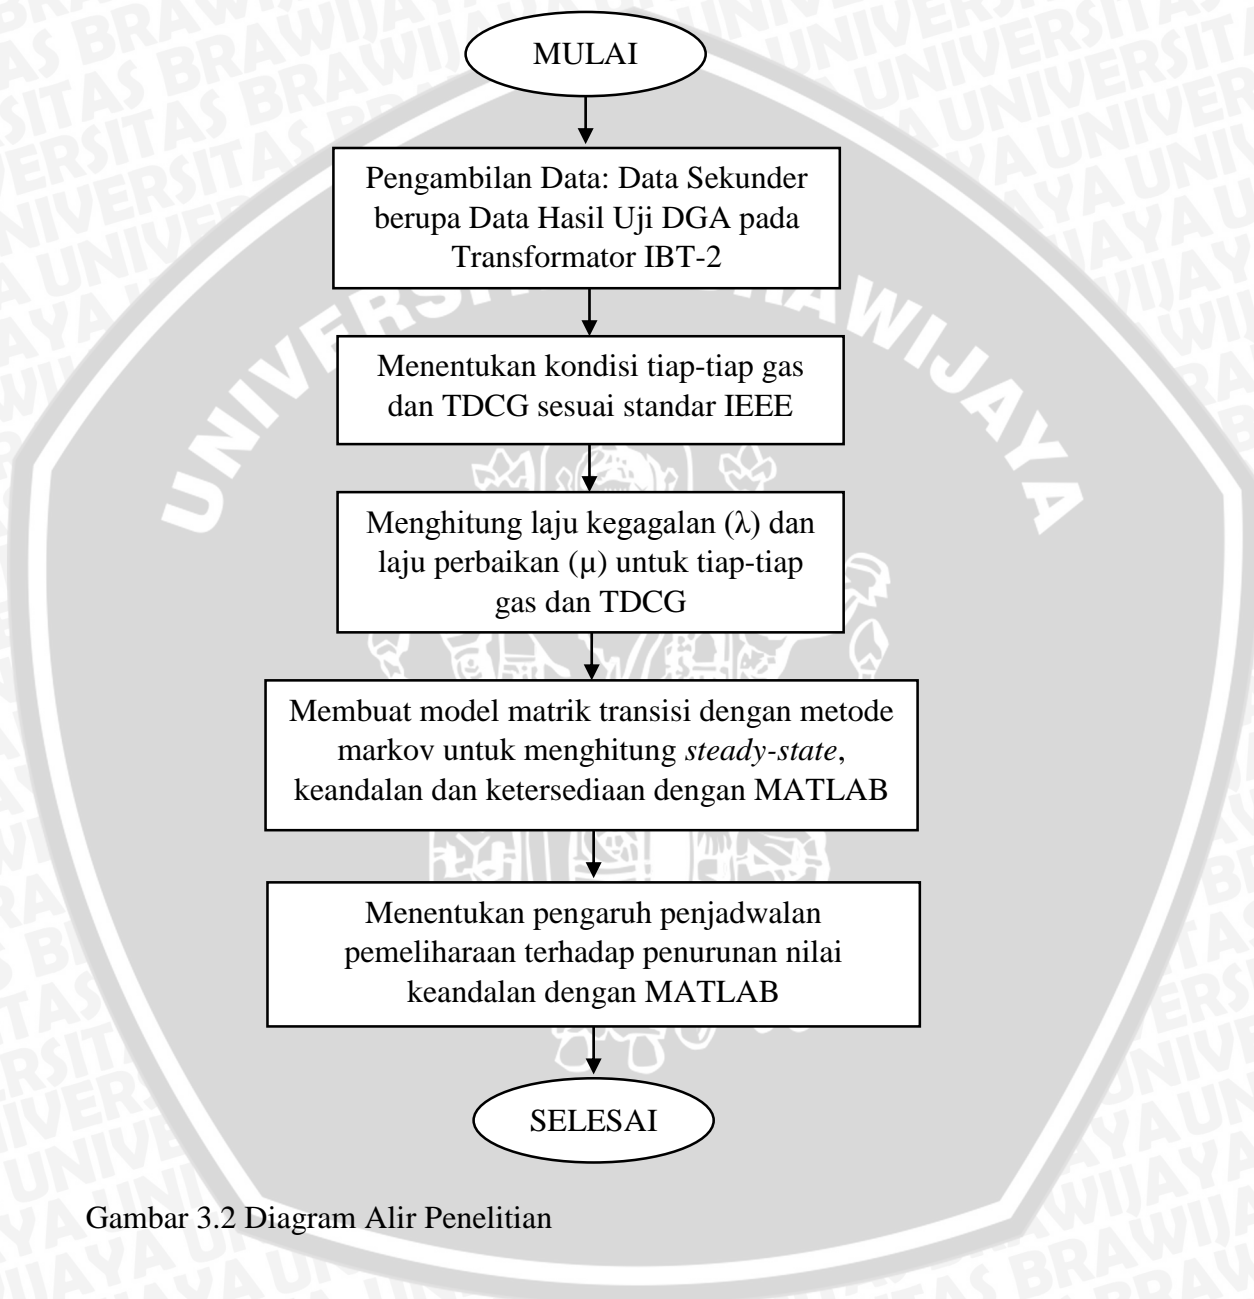 MULAI
Pengambilan Data: Data Sekunder
berupa Data Hasil Uji DGA pada
Transformator IBT-2
Menentukan kondisi tiap-tiap gas
dan TDCG sesuai standar IEEE
Menghitung laju kegagalan (λ) dan
laju perbaikan (µ) untuk tiap-tiap
gas dan TDCG
Membuat model matrik transisi dengan metode
markov untuk menghitung steady-state,
keandalan dan ketersediaan dengan MATLAB
Menentukan pengaruh penjadwalan
pemeliharaan terhadap penurunan nilai
keandalan dengan MATLAB
SELESAI
Gambar 3.2 Diagram Alir Penelitian